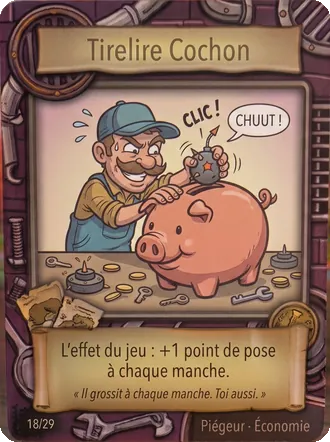 Tirelire Cochon
CLIC !
CHUUT !
L'effet du jeu : +1 point de pose
à chaque manche.
« Il grossit à chaque manche. Toi aussi. »
18/29
Piégeur · Économie